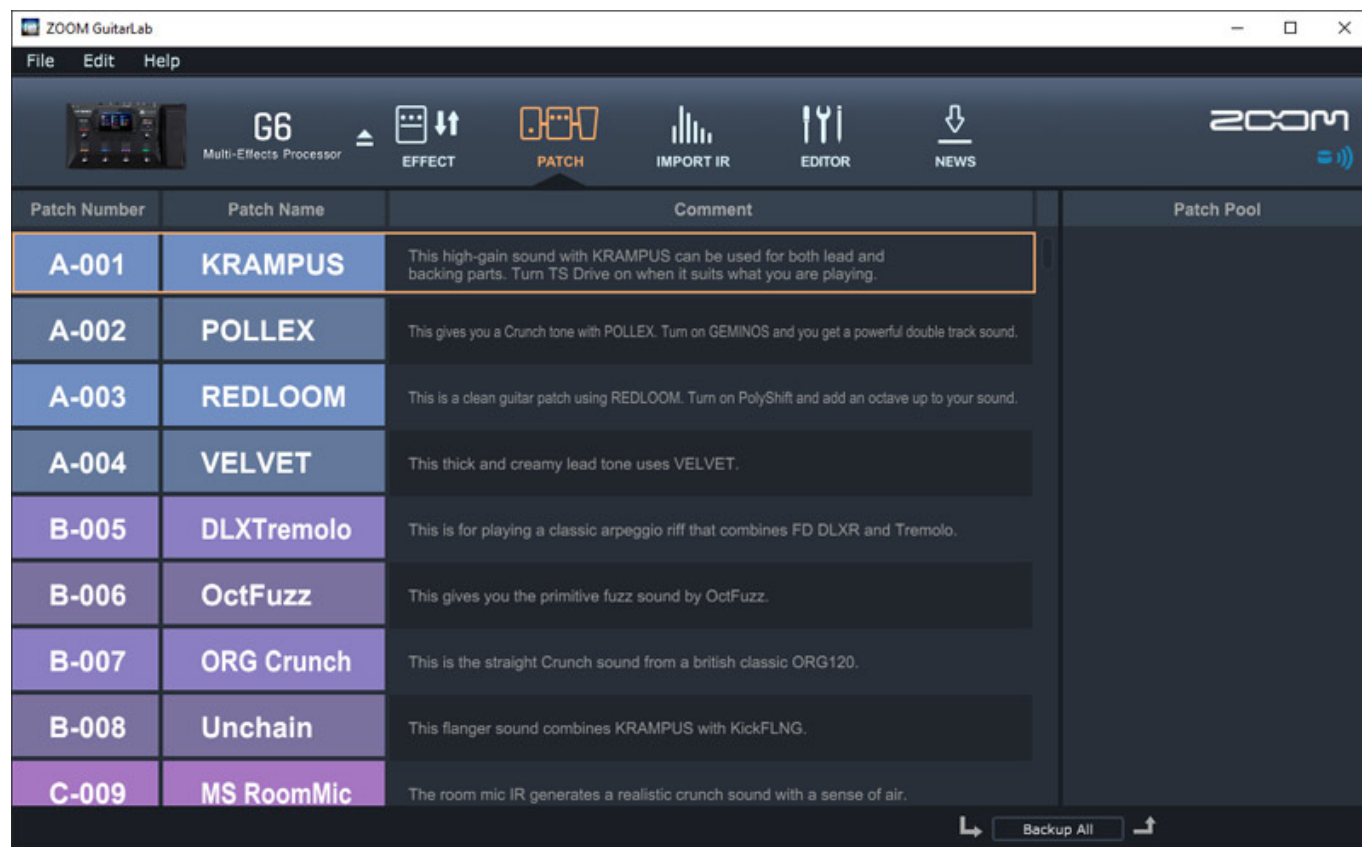 ZOOM GuitarLab
File Edit Help
G6
Multi-Effects Processor
EFFECT
PATCH
IMPORT IR
EDITOR
NEWS
ZOOM
Patch Number Patch Name Comment Patch Pool
A-001 KRAMPUS This high-gain sound with KRAMPUS can be used for both lead and
backing parts. Turn TS Drive on when it suits what you are playing.
A-002 POLLEX This gives you a Crunch tone with POLLEX. Turn on GEMINOS and you get a powerful double track sound.
A-003 REDLOOM This is a clean guitar patch using REDLOOM. Turn on PolyShift and add an octave up to your sound.
A-004 VELVET This thick and creamy lead tone uses VELVET.
B-005 DLXTremolo This is for playing a classic arpeggio riff that combines FD DLXR and Tremolo.
B-006 OctFuzz This gives you the primitive fuzz sound by OctFuzz.
B-007 ORG Crunch This is the straight Crunch sound from a british classic ORG120.
B-008 Unchain This flanger sound combines KRAMPUS with KickFLNG.
C-009 MS RoomMic The room mic IR generates a realistic crunch sound with a sense of air.
Backup All